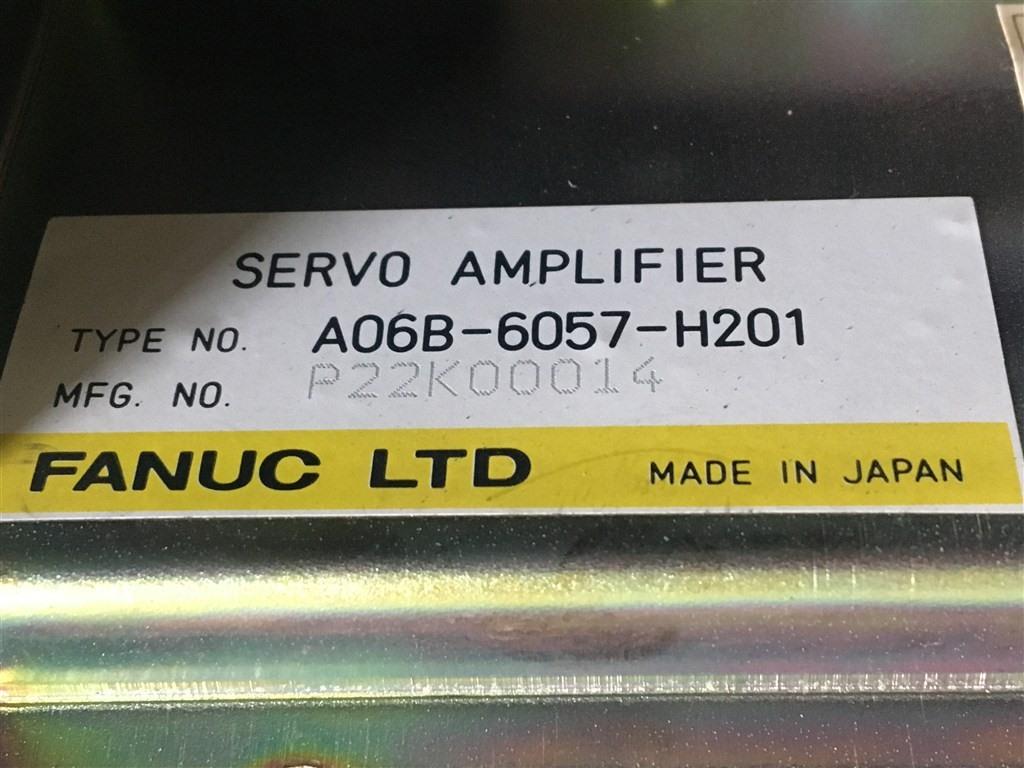 SERVO AMPLIFIER
TYPE NO. A06B-6057-H201
MFG. NO. P22K00014
FANUC LTD MADE IN JAPAN